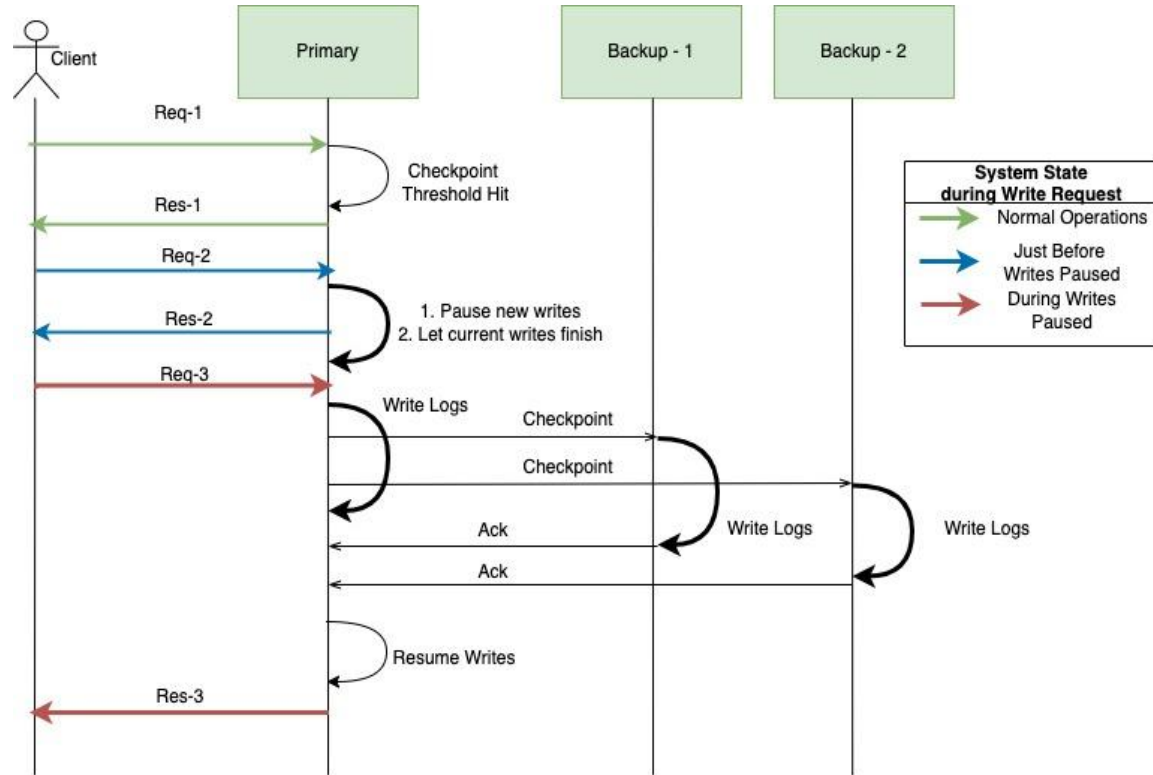 Client
Primary
Backup - 1
Backup - 2
Req-1
Checkpoint
Threshold Hit
Res-1
Req-2
1. Pause new writes
2. Let current writes finish
Res-2
Req-3
Write Logs
Checkpoint
Checkpoint
Write Logs
Write Logs
Ack
Ack
Resume Writes
Res-3
System State
during Write Request
Normal Operations
Just Before
Writes Paused
During Writes
Paused